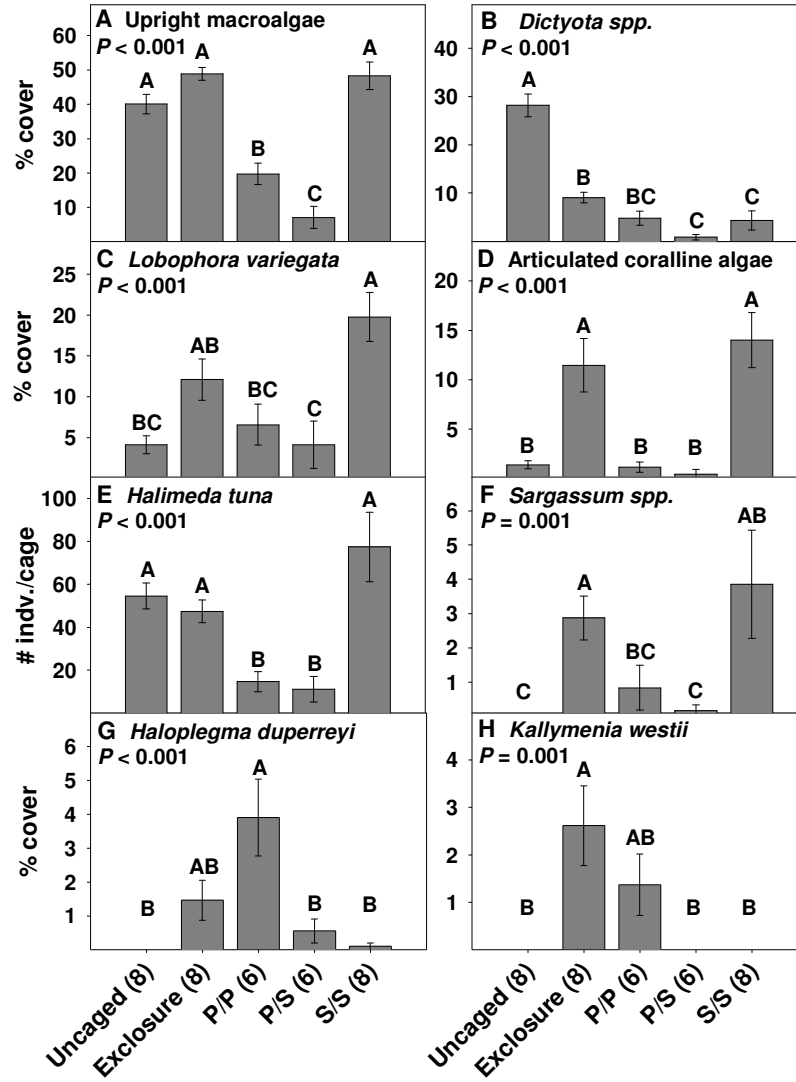 A Upright macroalgae
P < 0.001
% cover
60
50
40
30
20
10
A
A
B
C
A
B Dictyota spp.
P < 0.001
40
30
20
10
A
B
BC
C
C
C Lobophora variegata
P < 0.001
% cover
25
20
15
10
5
BC
AB
BC
C
A
D Articulated coralline algae
P < 0.001
20
15
10
5
B
A
B
B
A
E Halimeda tuna
P < 0.001
# indv./cage
100
80
60
40
20
A
A
B
B
A
F Sargassum spp.
P = 0.001
6
5
4
3
2
1
C
A
BC
C
AB
G Haloplegma duperreyi
P < 0.001
% cover
6
5
4
3
2
1
B
AB
A
B
B
Uncaged (8)
Exclosure (8)
P/P (6)
P/S (6)
S/S (8)
H Kallymenia westii
P = 0.001
4
3
2
1
B
A
AB
B
B
Uncaged (8)
Exclosure (8)
P/P (6)
P/S (6)
S/S (8)